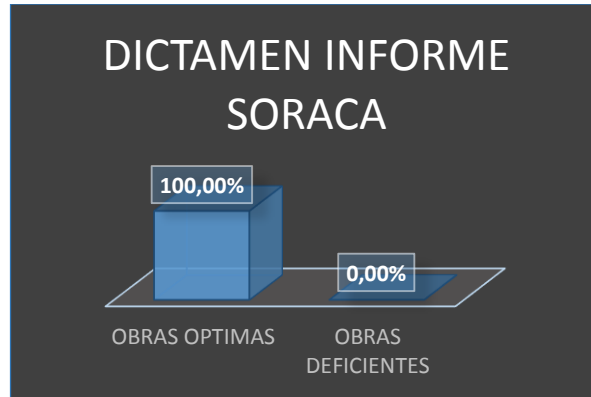 DICTAMEN INFORME
SORACA
100,00%
0,00%
OBRAS OPTIMAS
OBRAS
DEFICIENTES